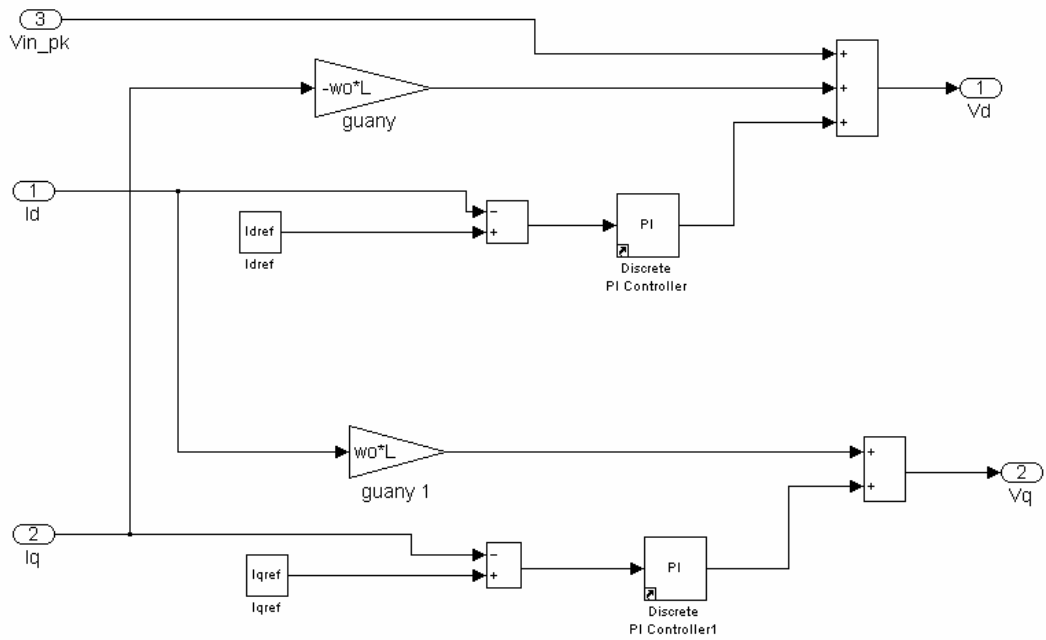 3
Vin_pk
+
-wo*L
guany
+
1
Vd
+
1
Id
-
Idref
+
Idref
PI
Discrete
PI Controller
wo*L
guany 1
+
+
2
Vq
2
Iq
-
Iqref
+
Iqref
PI
Discrete
PI Controller1